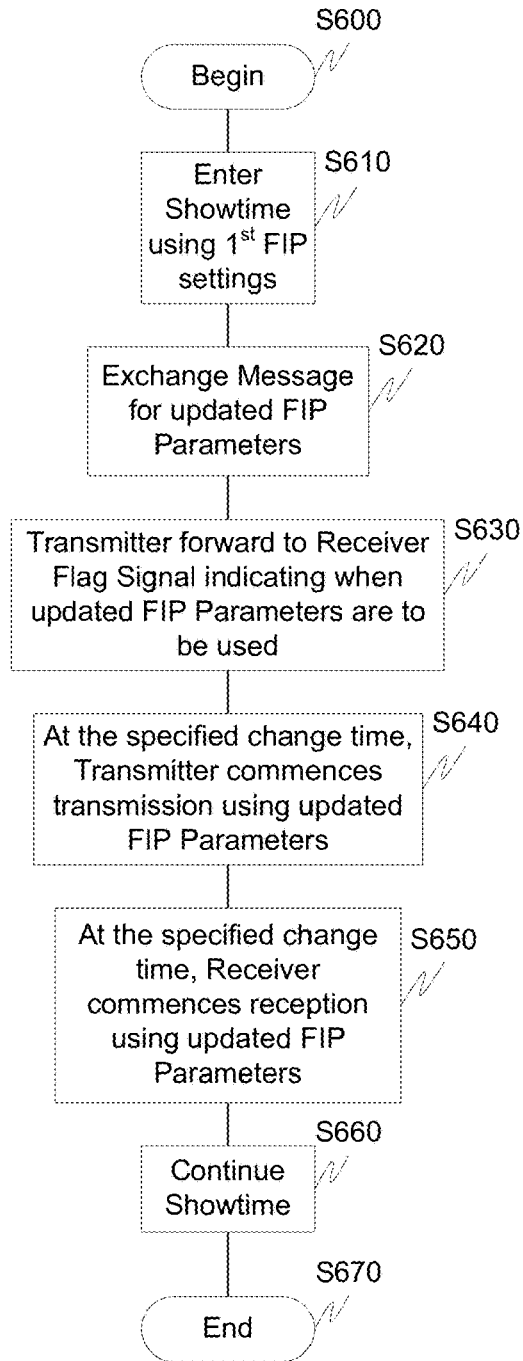 S600
Begin
S610
Enter
Showtime
using 1st FIP
settings
S620
Exchange Message
for updated FIP
Parameters
S630
Transmitter forward to Receiver
Flag Signal indicating when
updated FIP Parameters are to
be used
S640
At the specified change time,
Transmitter commences
transmission using updated
FIP Parameters
S650
At the specified change
time, Receiver
commences reception
using updated FIP
Parameters
S660
Continue
Showtime
S670
End